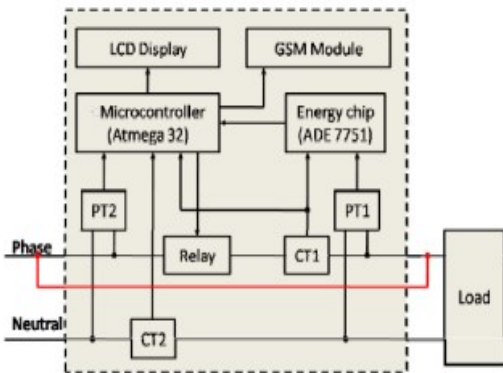 LCD Display
GSM Module
Microcontroller
(Atmega 32)
Energy chip
(ADE 7751)
PT2
PT1
Phase
Relay
CT1
Load
Neutral
CT2